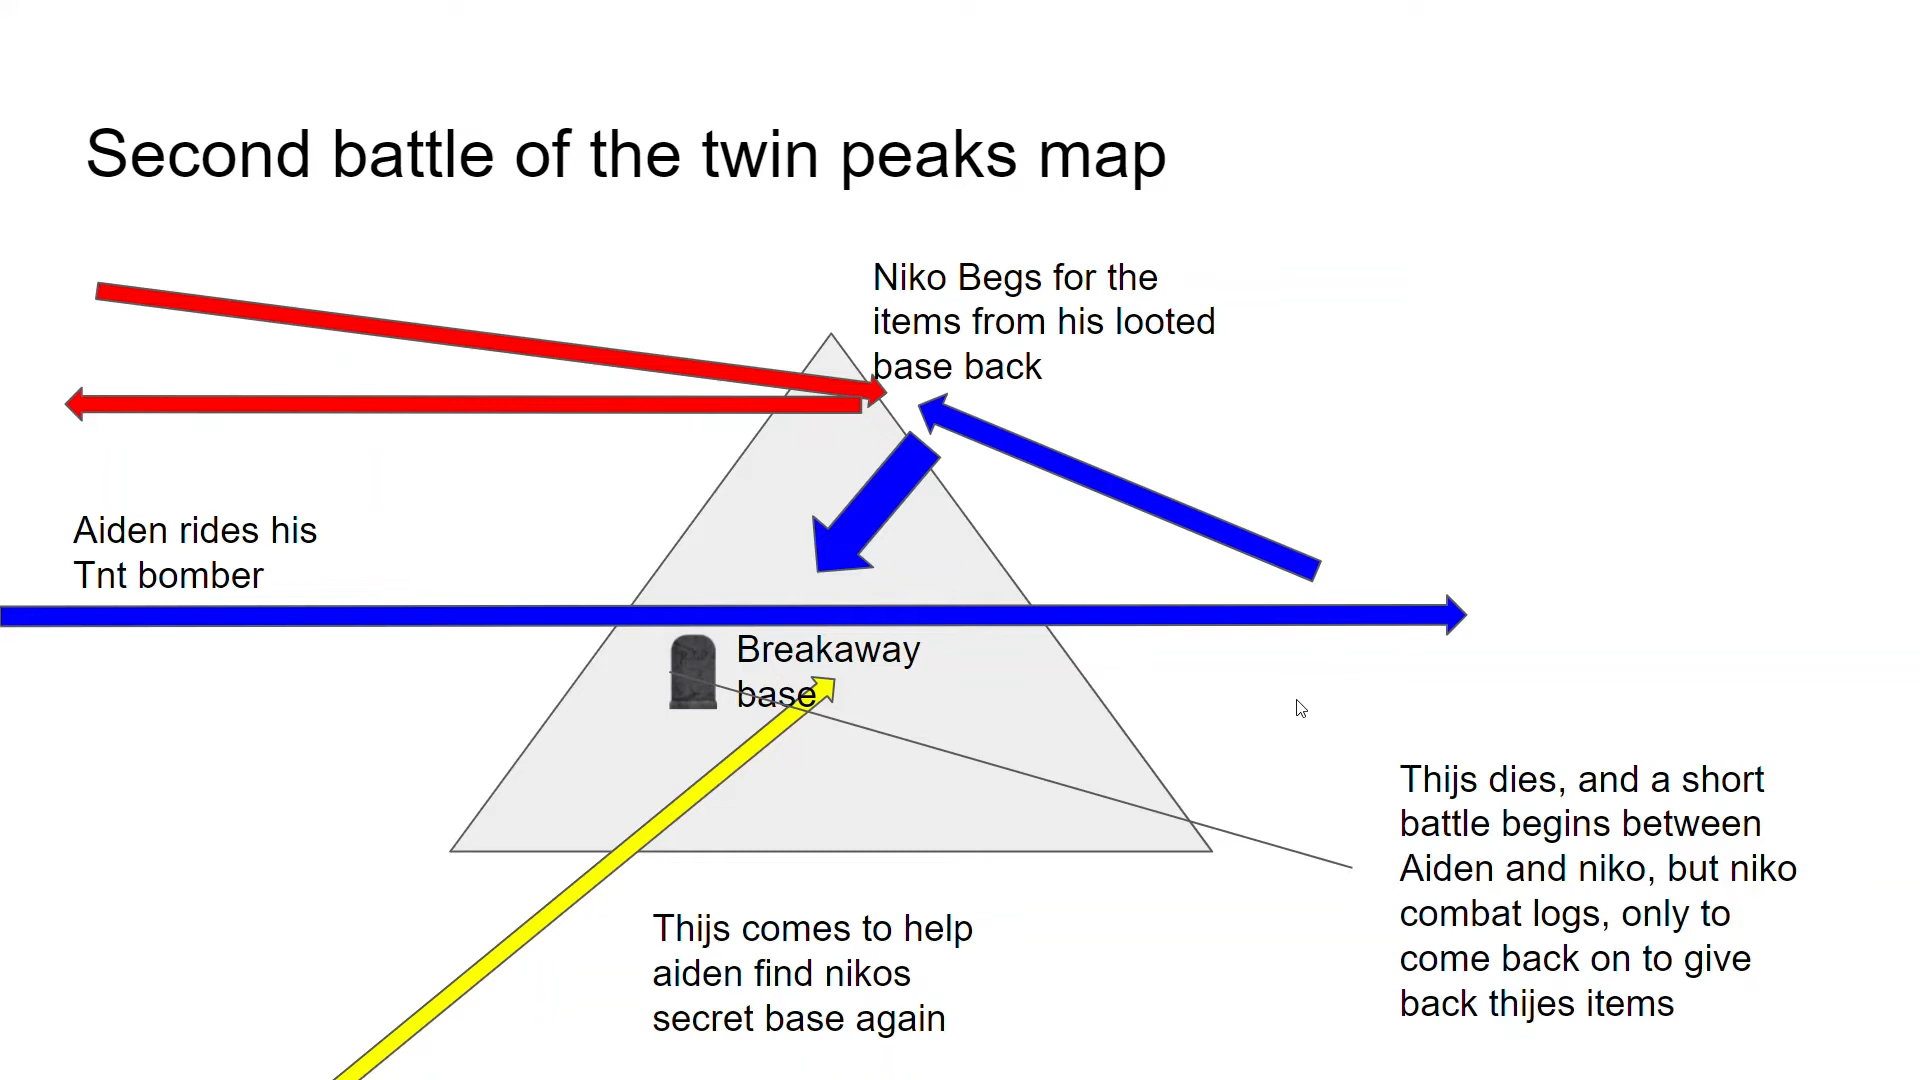 Second battle of the twin peaks map
Niko Begs for the
items from his looted
base back
Aiden rides his
Tnt bomber
Breakaway
base
Thijs dies, and a short
battle begins between
Aiden and niko, but niko
combat logs, only to
come back on to give
back thijes items
Thijs comes to help
aiden find nikos
secret base again